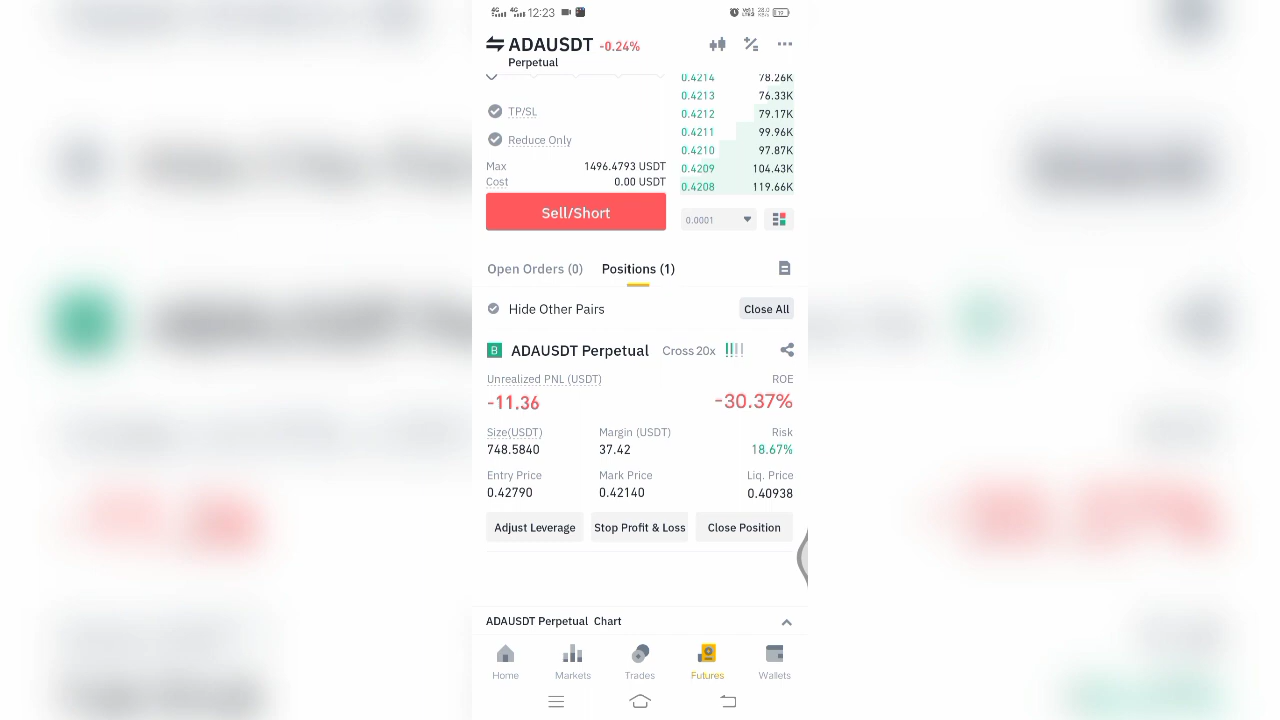 4G 4G 12:23
ADAUSDT -0.24%
Perpetual
0.4214 78.26K
0.4213 76.33K
TP/SL
0.4212 79.17K
0.4211 99.96K
Reduce Only
0.4210 97.87K
Max 1496.4793 USDT
0.4209 104.43K
Cost 0.00 USDT
0.4208 119.66K
Sell/Short
0.0001
Open Orders (0) Positions (1)
Hide Other Pairs Close All
B ADAUSDT Perpetual Cross 20x
Unrealized PNL (USDT) ROE
-11.36 -30.37%
Size(USDT) Margin (USDT) Risk
748.5840 37.42 18.67%
Entry Price Mark Price Liq. Price
0.42790 0.42140 0.40938
Adjust Leverage Stop Profit & Loss Close Position
ADAUSDT Perpetual Chart
Home Markets Trades Futures Wallets